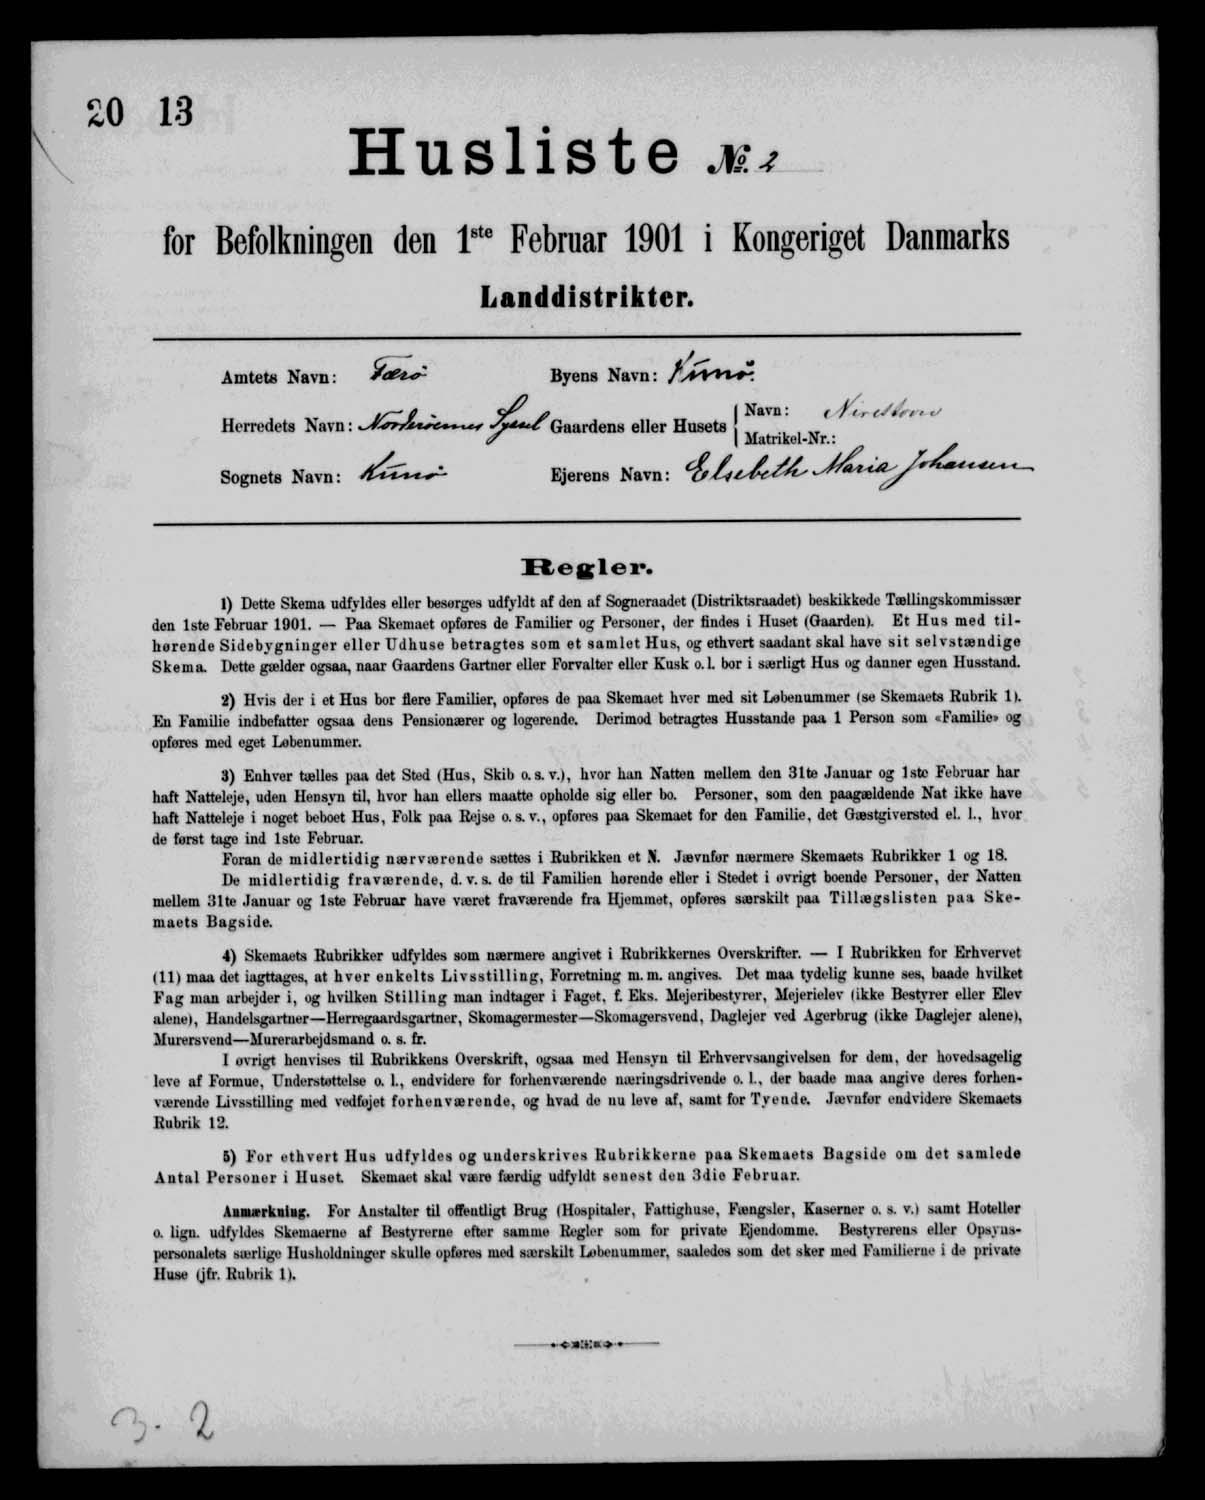 20 13
Husliste № 2
for Befolkningen den 1ste Februar 1901 i Kongeriget Danmarks
Landdistrikter.
Amtets Navn: Færø Byens Navn: Kunø.
Herredets Navn: Norderøernes Syssel Gaardens eller Husets Navn:
Matrikel-Nr.:
Sognets Navn: Kunø Ejerens Navn: Elsebeth Maria Johansen
Regler.
1) Dette Skema udfyldes eller besørges udfyldt af den af Sogneraadet (Distriktsraadet) beskikkede Tællingskommissær
den 1ste Februar 1901. — Paa Skemaet opføres de Familier og Personer, der findes i Huset (Gaarden). Et Hus med til-
hørende Sidebygninger eller Udhuse betragtes som et samlet Hus, og ethvert saadant skal have sit selvstændige
Skema. Dette gælder ogsaa, naar Gaardens Gartner eller Forvalter eller Kusk o. l. bor i særligt Hus og danner egen Husstand.
2) Hvis der i et Hus bor flere Familier, opføres de paa Skemaet hver med sit Løbenummer (se Skemaets Rubrik 1).
En Familie indbefatter ogsaa dens Pensionærer og logerende. Derimod betragtes Husstande paa 1 Person som «Familie» og
opføres med eget Løbenummer.
3) Enhver tælles paa det Sted (Hus, Skib o. s. v.), hvor han Natten mellem den 31te Januar og 1ste Februar har
haft Natteleje, uden Hensyn til, hvor han ellers maatte opholde sig eller bo. Personer, som den paagældende Nat ikke have
haft Natteleje i noget beboet Hus, Folk paa Rejse o. s. v., opføres paa Skemaet for den Familie, det Gæstgiversted el. l., hvor
de først tage ind 1ste Februar.
Foran de midlertidig nærværende sættes i Rubrikken et N. Jævnfør nærmere Skemaets Rubrikker 1 og 18.
De midlertidig fraværende, d. v. s. de til Familien hørende eller i Stedet i øvrigt boende Personer, der Natten
mellem 31te Januar og 1ste Februar have været fraværende fra Hjemmet, opføres særskilt paa Tillægslisten paa Ske-
maets Bagside.
4) Skemaets Rubrikker udfyldes som nærmere angivet i Rubrikkernes Overskrifter. — I Rubrikken for Erhvervet
(11) maa det iagttages, at hver enkelts Livsstilling, Forretning m. m. angives. Det maa tydelig kunne ses, baade hvilket
Fag man arbejder i, og hvilken Stilling man indtager i Faget, f. Eks. Mejeribestyrer, Mejerielev (ikke Bestyrer eller Elev
alene), Handelsgartner—Herregaardsgartner, Skomagermester—Skomagersvend, Daglejer ved Agerbrug (ikke Daglejer alene),
Murersvend—Murerarbejdsmand o. s. fr.
I øvrigt henvises til Rubrikkens Overskrift, ogsaa med Hensyn til Erhvervsangivelsen for dem, der hovedsagelig
leve af Formue, Understøttelse o. l., endvidere for forhenværende næringsdrivende o. l., der baade maa angive deres forhen-
værende Livsstilling med vedføjet forhenværende, og hvad de nu leve af, samt for Tyende. Jævnfør endvidere Skemaets
Rubrik 12.
5) For ethvert Hus udfyldes og underskrives Rubrikkerne paa Skemaets Bagside om det samlede
Antal Personer i Huset. Skemaet skal være færdig udfyldt senest den 3die Februar.
Anmærkning. For Anstalter til offentligt Brug (Hospitaler, Fattighuse, Fængsler, Kaserner o. s. v.) samt Hoteller
o. lign. udfyldes Skemaerne af Bestyrerne efter samme Regler som for private Ejendomme. Bestyrerens eller Opsyns-
personalets særlige Husholdninger skulle opføres med særskilt Løbenummer, saaledes som det sker med Familierne i de private
Huse (jfr. Rubrik 1).
3. 2